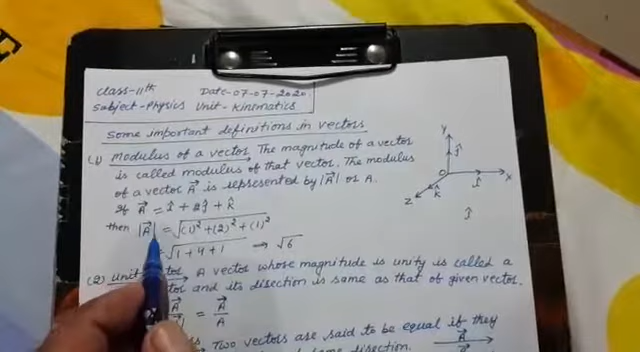 Class-11th Date-07-07-2020
Subject-Physics Unit-Kinematics
Some important definitions in vectors
(1) Modulus of a vector The magnitude of a vector
is called modulus of that vector. The modulus
of a vector A⃗ is represented by |A⃗| or A.
If A⃗ = î + 2ĵ + k̂
then |A⃗| = √(1)² + (2)² + (1)²
= √1 + 4 + 1 → √6
Y
ĵ
O
î
X
k̂
Z
ĵ
(2) Unit A vector whose magnitude is unity is called a
and its direction is same as that of given vector.
A⃗ = A⃗
A
Two vectors are said to be equal if they
same direction.
A⃗